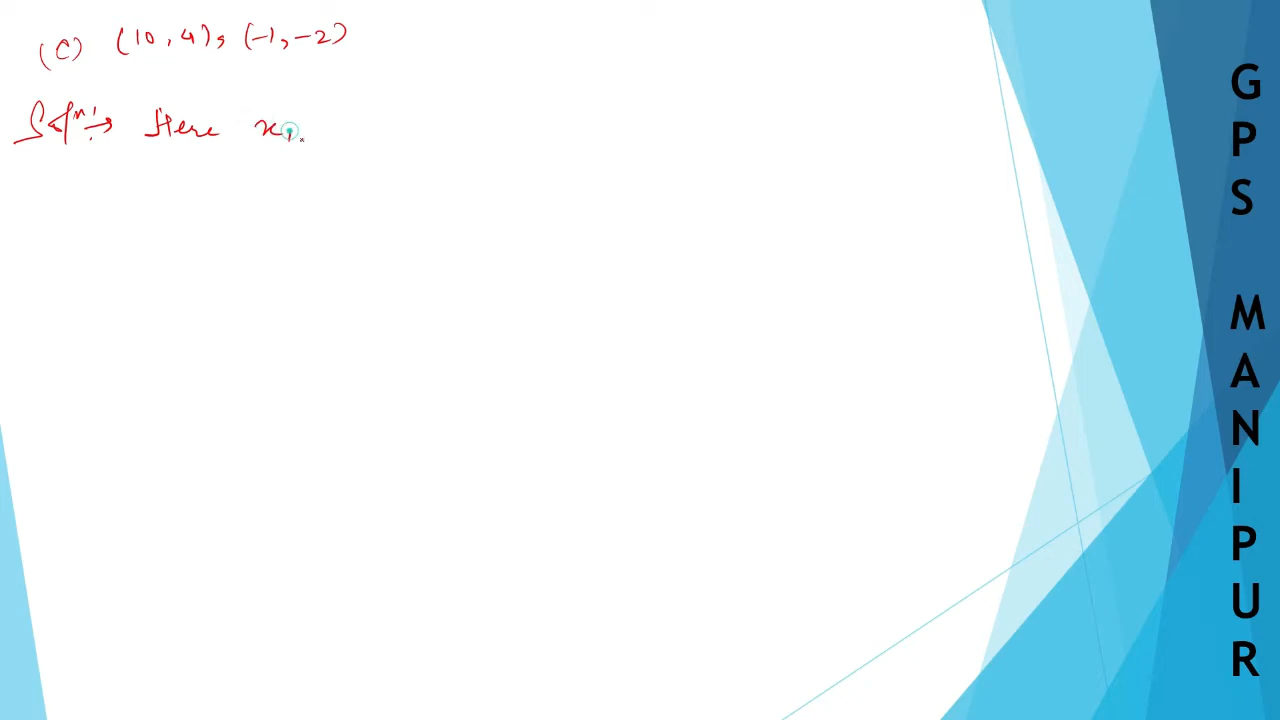 (C) (10, 4), (-1, -2)
Solⁿ:→ Here x₁
GPS MANIPUR